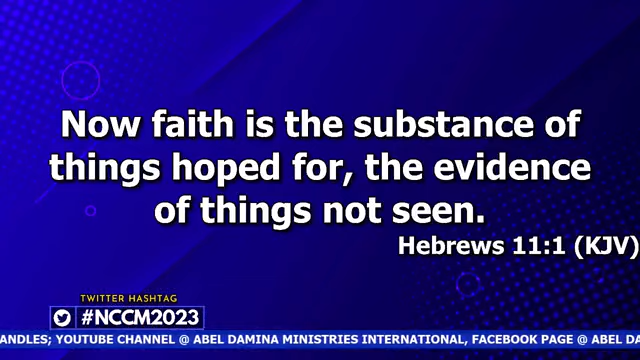 Now faith is the substance of
things hoped for, the evidence
of things not seen.
Hebrews 11:1 (KJV)
TWITTER HASHTAG
#NCCM2023
ANDLES; YOUTUBE CHANNEL @ ABEL DAMINA MINISTRIES INTERNATIONAL, FACEBOOK PAGE @ ABEL DA